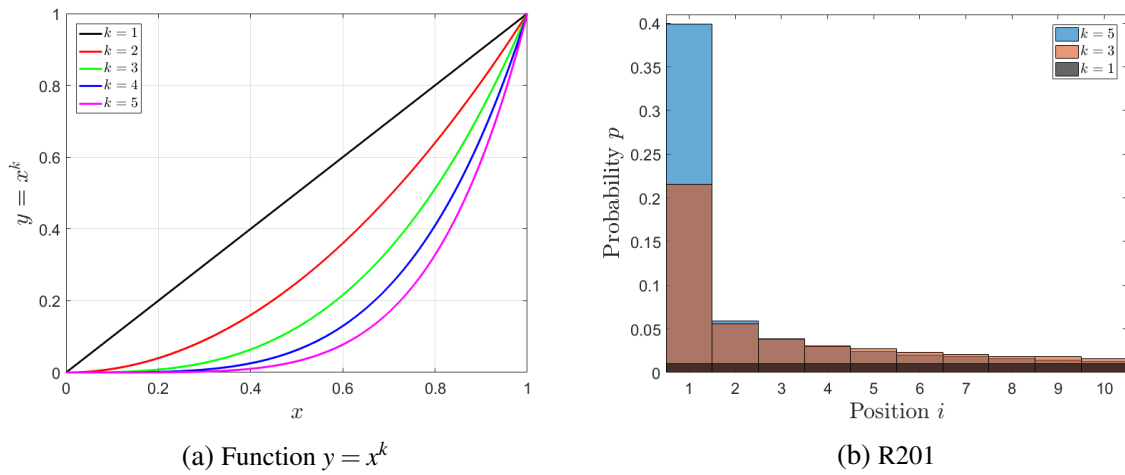 1
0.8
0.6
0.4
0.2
0
y = x^k
k = 1
k = 2
k = 3
k = 4
k = 5
0 0.2 0.4 0.6 0.8 1
x
(a) Function y = x^k
0.4
0.35
0.3
0.25
0.2
0.15
0.1
0.05
0
Probability p
k = 5
k = 3
k = 1
1 2 3 4 5 6 7 8 9 10
Position i
(b) R201